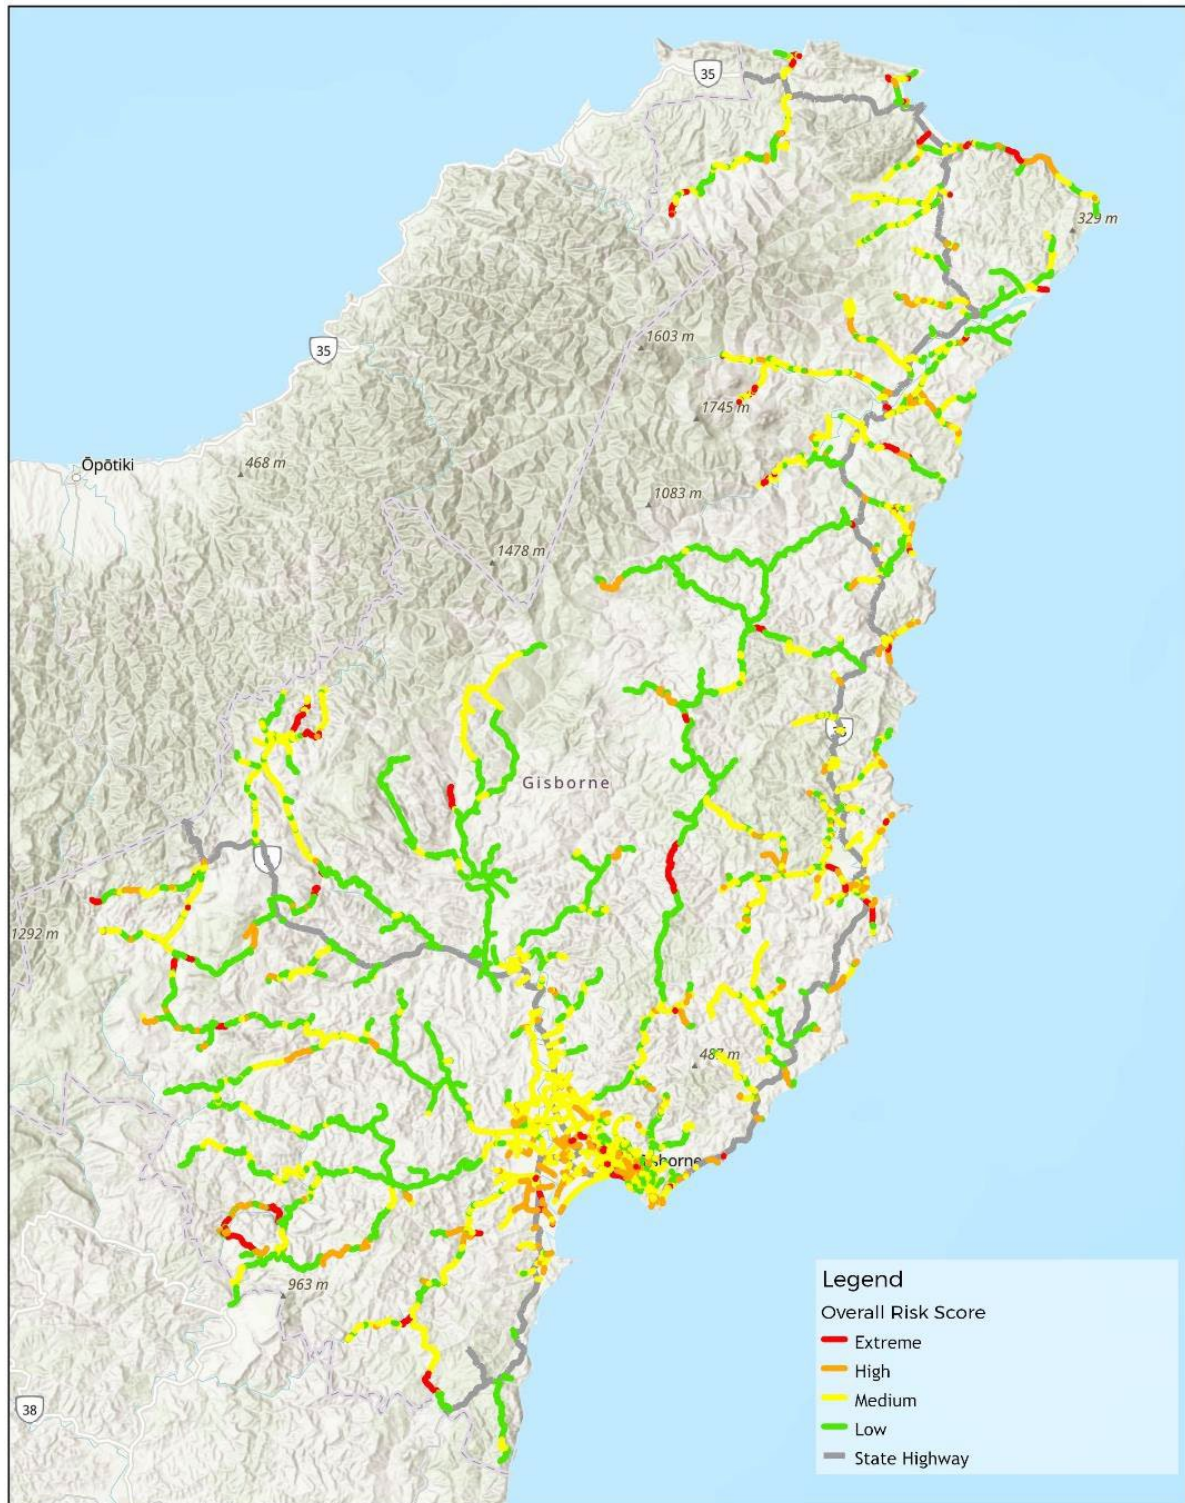 35
329 m
35
1603 m
1745 m
Ōpōtiki
468 m
1083 m
1478 m
Gisborne
1292 m
487 m
963 m
38
Legend
Overall Risk Score
Extreme
High
Medium
Low
State Highway